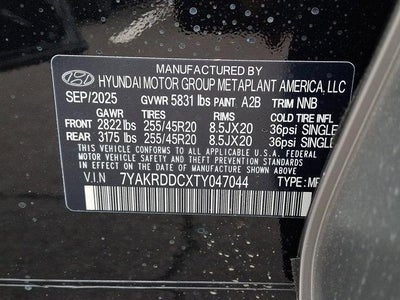 MANUFACTURED BY
HYUNDAI MOTOR GROUP METAPLANT AMERICA, LLC
SEP/2025 GVWR 5831 lbs PAINT A2B TRIM NNB
GAWR TIRES RIMS COLD TIRE INFL
FRONT 2822 lbs 255/45R20 8.5JX20 36psi SINGLE
REAR 3175 lbs 255/45R20 8.5JX20 36psi SINGLE
THIS VEHICLE CONFORMS TO ALL APPLICABLE
FEDERAL MOTOR VEHICLE SAFETY, BUMPER,
AND THEFT PREVENTION STANDARDS
IN EFFECT ON THE DATE OF MANUFACTURE SHOWN ABOVE.
V.I.N 7YAKRDDCXTY047044 TYPE: